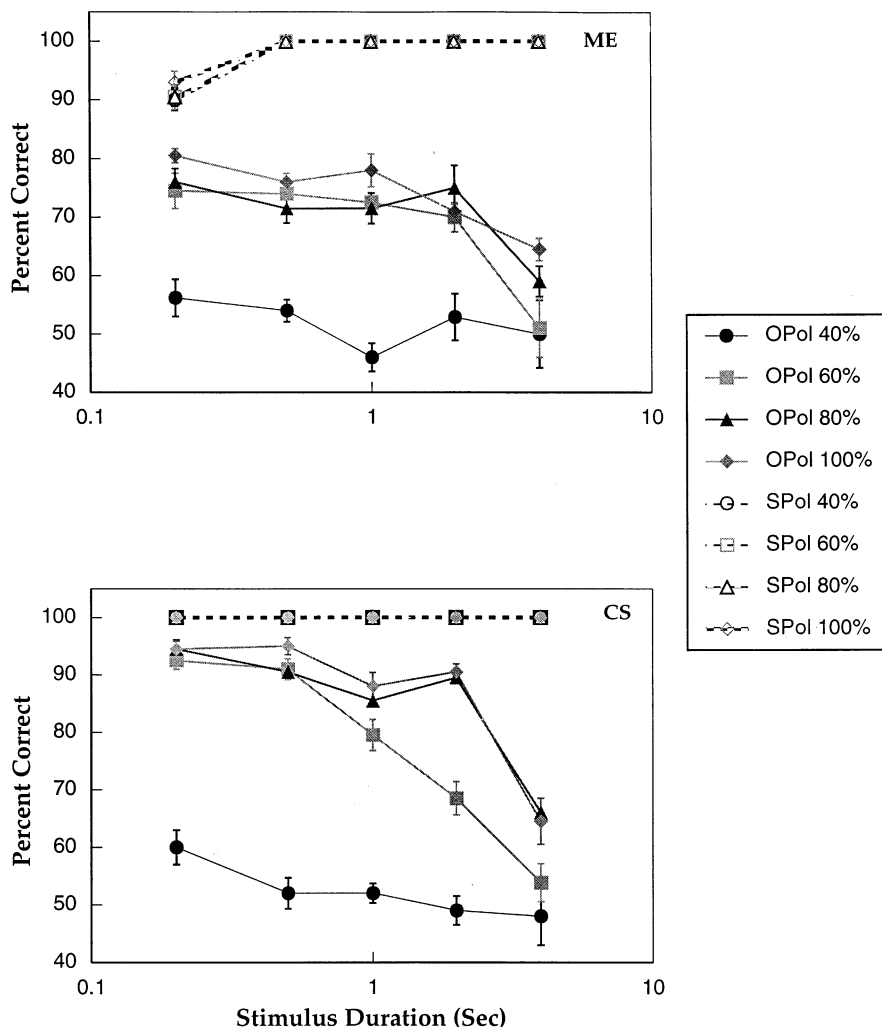 ME
Percent Correct
100
90
80
70
60
50
40
0.1
1
10
OPol 40%
OPol 60%
OPol 80%
OPol 100%
SPol 40%
SPol 60%
SPol 80%
SPol 100%
CS
Percent Correct
100
90
80
70
60
50
40
0.1
1
10
Stimulus Duration (Sec)